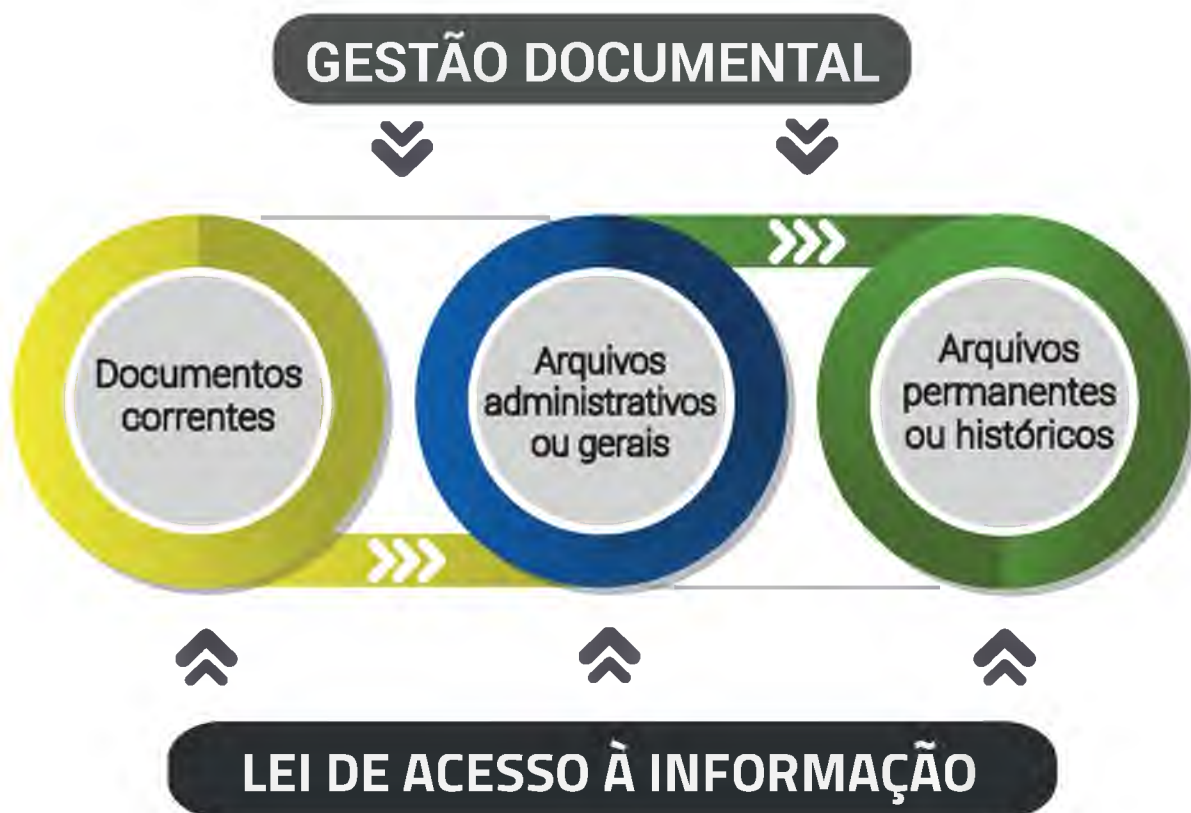 GESTÃO DOCUMENTAL
Documentos
correntes
Arquivos
administrativos
ou gerais
Arquivos
permanentes
ou históricos
LEI DE ACESSO À INFORMAÇÃO